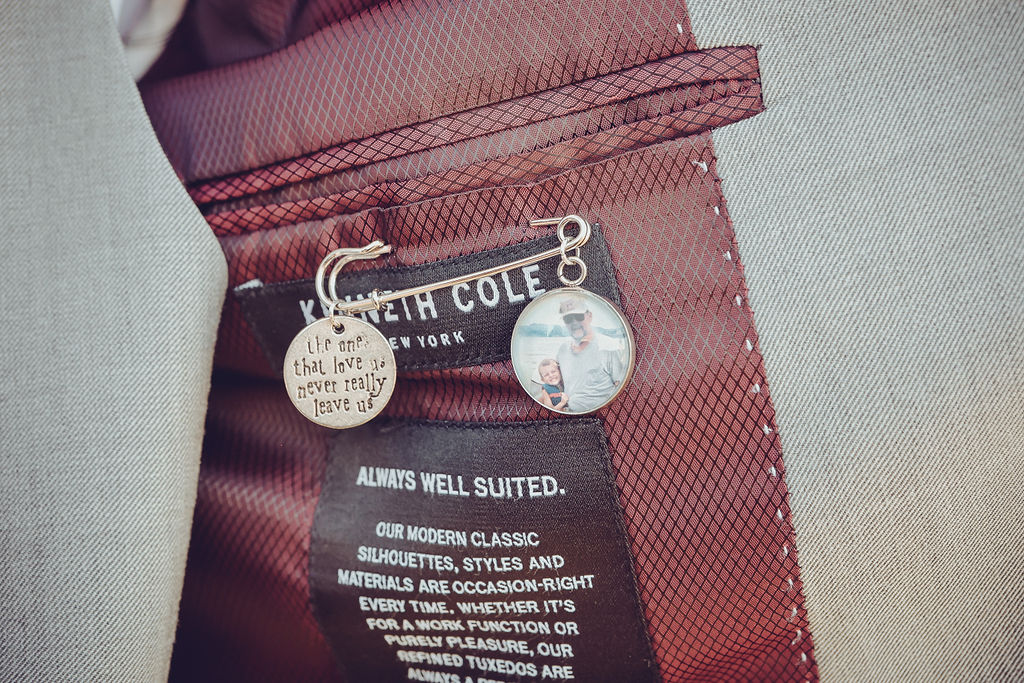 KENNETH COLE
NEW YORK
the ones
that love us
never really
leave us
ALWAYS WELL SUITED.
OUR MODERN CLASSIC
SILHOUETTES, STYLES AND
MATERIALS ARE OCCASION-RIGHT
EVERY TIME. WHETHER IT'S
FOR A WORK FUNCTION OR
PURELY PLEASURE, OUR
REFINED TUXEDOS ARE
ALWAYS A